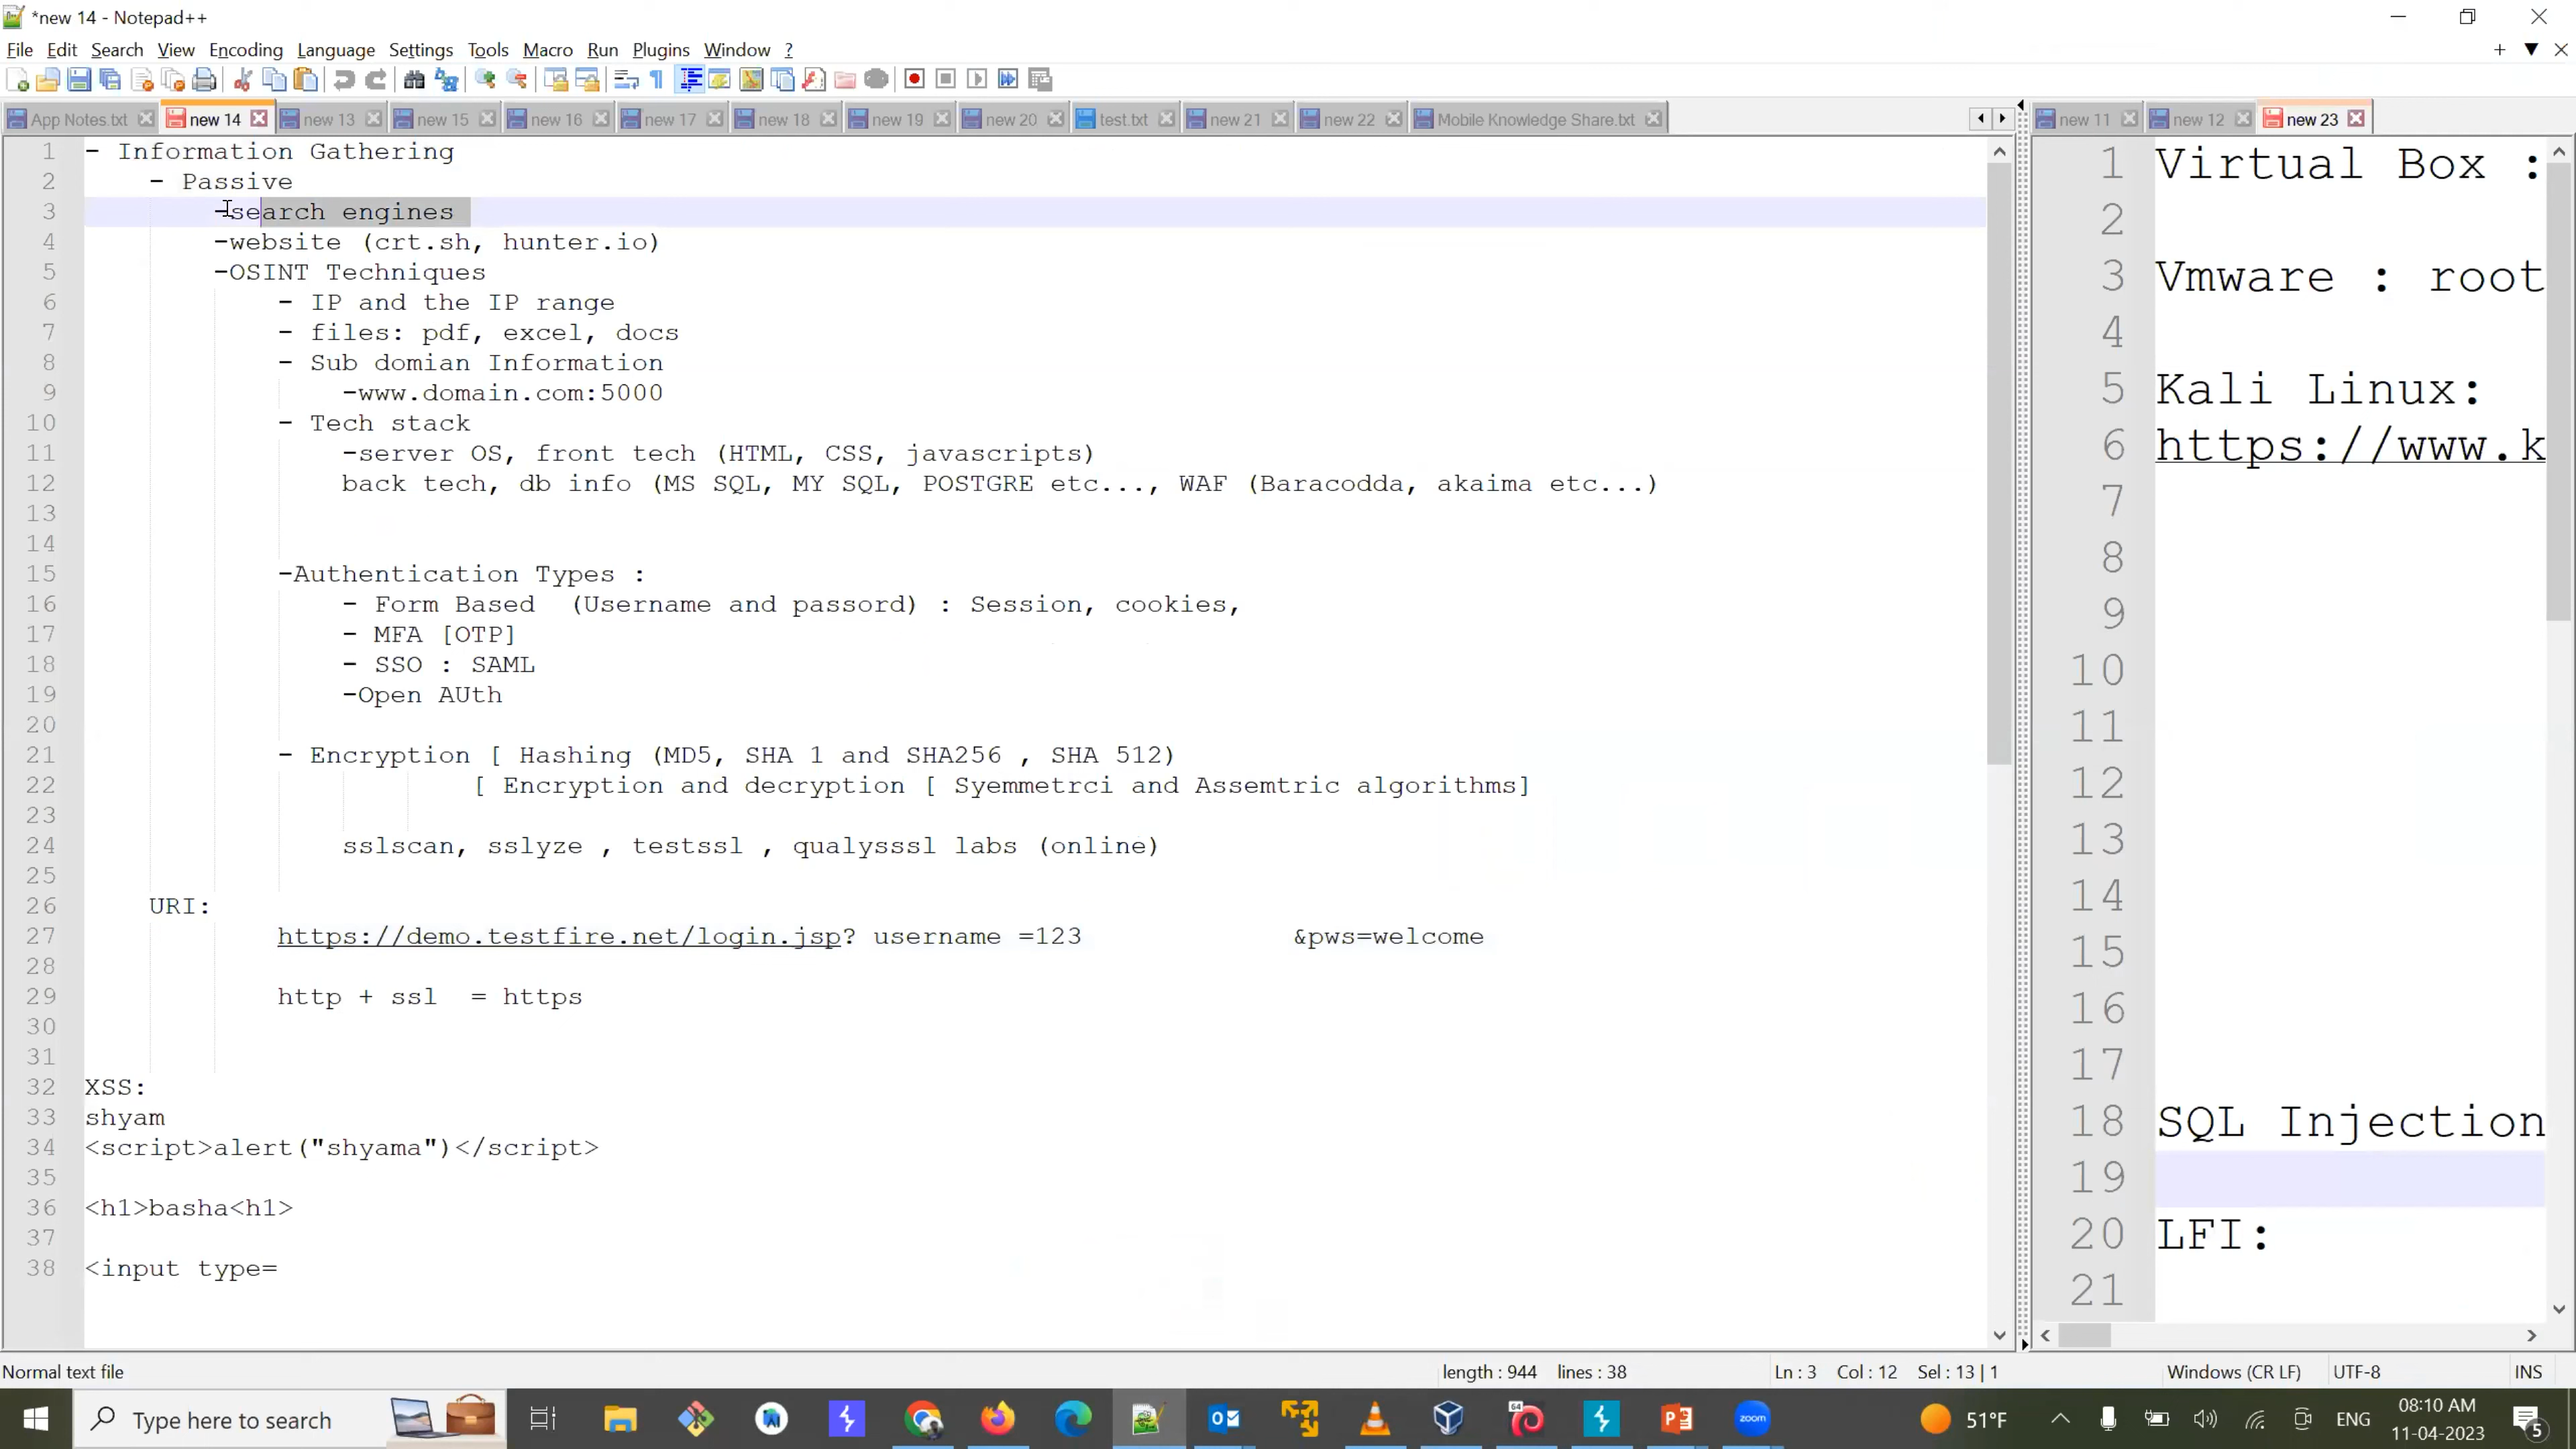 *new 14 - Notepad++
File Edit Search View Encoding Language Settings Tools Macro Run Plugins Window ?
App Notes.txt new 14 new 13 new 15 new 16 new 17 new 18 new 19 new 20 test.txt new 21 new 22 Mobile Knowledge Share.txt
new 11 new 12 new 23
1 - Information Gathering
2 - Passive
3 -search engines
4 -website (crt.sh, hunter.io)
5 -OSINT Techniques
6 - IP and the IP range
7 - files: pdf, excel, docs
8 - Sub domian Information
9 -www.domain.com:5000
10 - Tech stack
11 -server OS, front tech (HTML, CSS, javascripts)
12 back tech, db info (MS SQL, MY SQL, POSTGRE etc..., WAF (Baracodda, akaima etc...)
13
14
15 -Authentication Types :
16 - Form Based (Username and passord) : Session, cookies,
17 - MFA [OTP]
18 - SSO : SAML
19 -Open AUth
20
21 - Encryption [ Hashing (MD5, SHA 1 and SHA256 , SHA 512)
22 [ Encryption and decryption [ Syemmetrci and Assemtric algorithms]
23
24 sslscan, sslyze , testssl , qualysssl labs (online)
25
26 URI:
27 https://demo.testfire.net/login.jsp? username =123 &pws=welcome
28
29 http + ssl = https
30
31
32 XSS:
33 shyam
34 <script>alert("shyama")</script>
35
36 <h1>basha<h1>
37
38 <input type=
1 Virtual Box :
2
3 Vmware : root
4
5 Kali Linux:
6 https://www.k
7
8
9
10
11
12
13
14
15
16
17
18 SQL Injection
19
20 LFI:
21
Normal text file length : 944 lines : 38 Ln : 3 Col : 12 Sel : 13 | 1 Windows (CR LF) UTF-8 INS
Type here to search
zoom
51°F
ENG
08:10 AM
11-04-2023
5